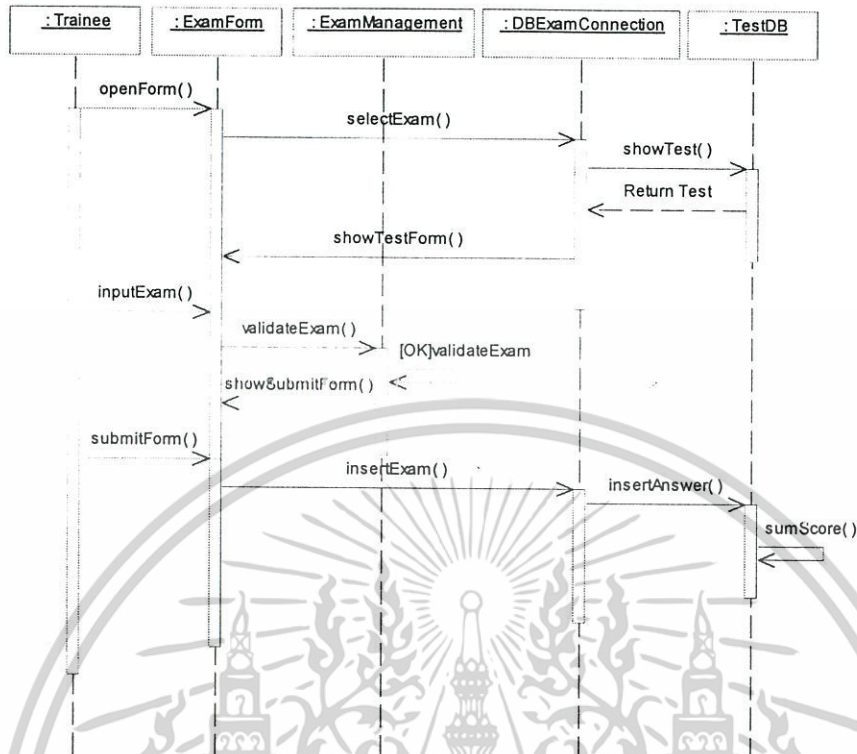 : Trainee
: ExamForm
: ExamManagement
: DBExamConnection
: TestDB
openForm()
selectExam()
showTest()
Return Test
showTestForm()
inputExam()
validateExam()
[OK]validateExam
showSubmitForm()
submitForm()
insertExam()
insertAnswer()
sumScore()